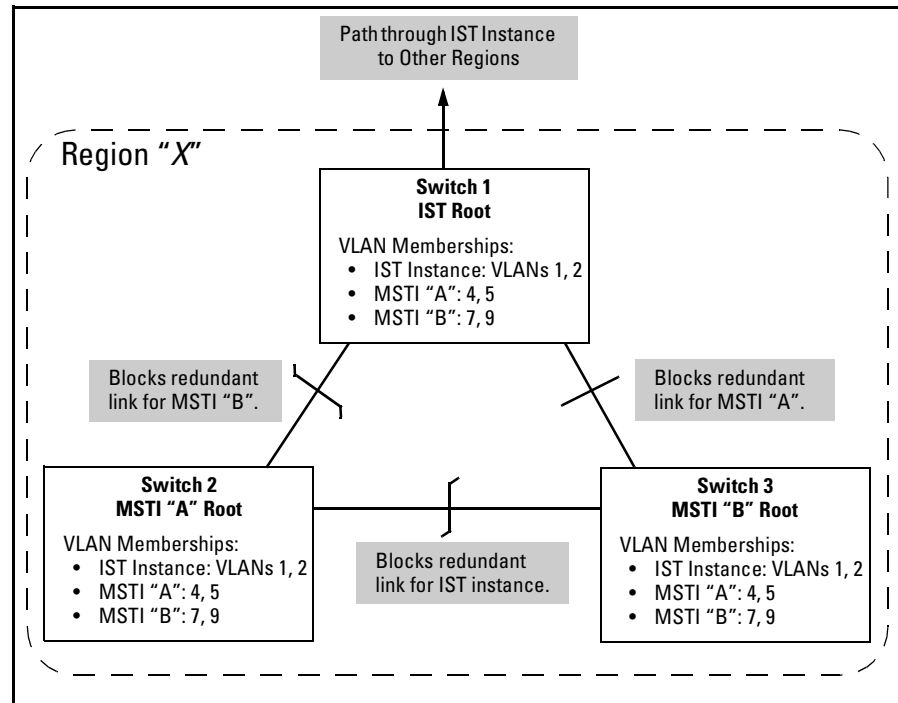 Path through IST Instance
to Other Regions
Region “X”
Switch 1
IST Root
VLAN Memberships:
• IST Instance: VLANs 1, 2
• MSTI “A”: 4, 5
• MSTI “B”: 7, 9
Blocks redundant
link for MSTI “B”.
Blocks redundant
link for MSTI “A”.
Switch 2
MSTI “A” Root
VLAN Memberships:
• IST Instance: VLANs 1, 2
• MSTI “A”: 4, 5
• MSTI “B”: 7, 9
Blocks redundant
link for IST instance.
Switch 3
MSTI “B” Root
VLAN Memberships:
• IST Instance: VLANs 1, 2
• MSTI “A”: 4, 5
• MSTI “B”: 7, 9